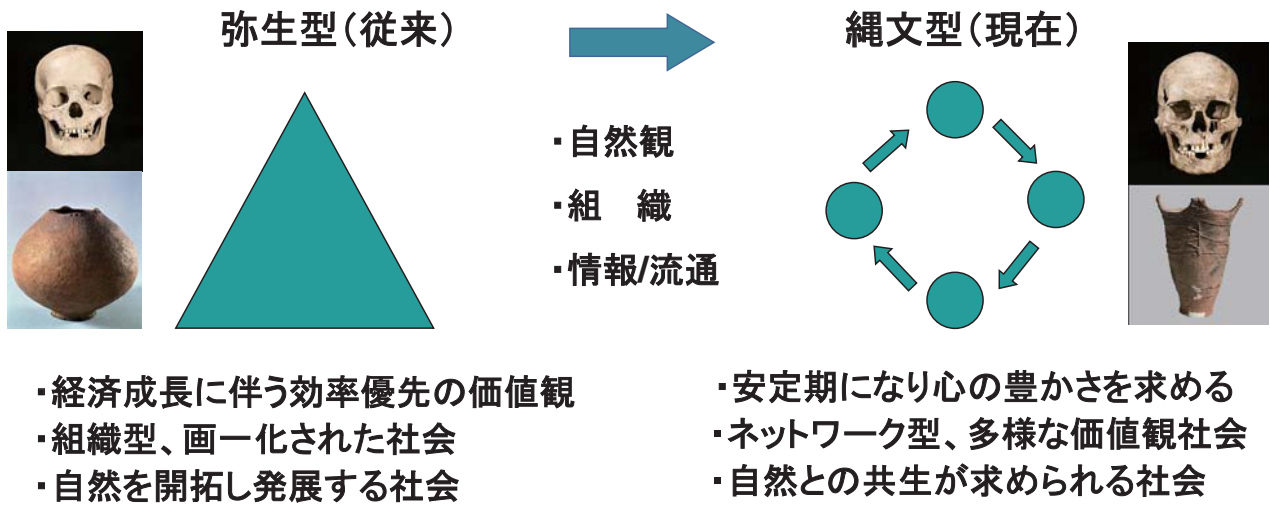 弥生型（従来）
縄文型（現在）
・自然観
・組　織
・情報/流通
・経済成長に伴う効率優先の価値観
・組織型、画一化された社会
・自然を開拓し発展する社会
・安定期になり心の豊かさを求める
・ネットワーク型、多様な価値観社会
・自然との共生が求められる社会